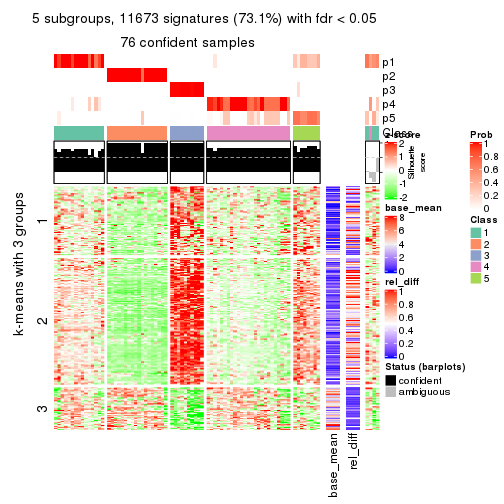 5 subgroups, 11673 signatures (73.1%) with fdr < 0.05
76 confident samples
p1
p2
p3
p4
p5
Class
1
2
3
k-means with 3 groups
base_mean
rel_diff
z-score
2
1
0
-1
-2
Silhouette
score
base_mean
8
6
4
2
0
rel_diff
1
0.8
0.6
0.4
0.2
0
Status (barplots)
confident
ambiguous
Prob
1
0.8
0.6
0.4
0.2
0
Class
1
2
3
4
5